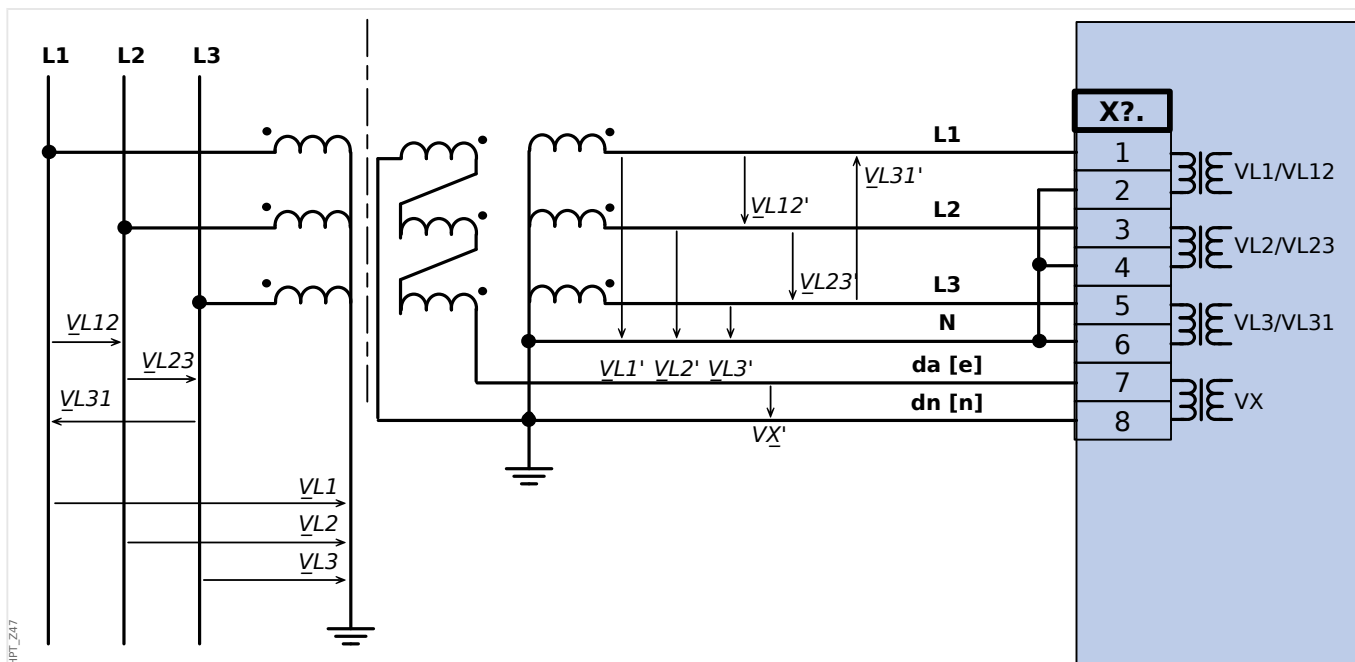 L1 L2 L3
X?.
L1
1
VL31'
VL1/VL12
2
VL12'
L2
3
VL2/VL23
4
VL23'
L3
5
N
VL3/VL31
VL12
6
VL23
VL1' VL2' VL3'
da [e]
7
VL31
dn [n]
VX
8
VX'
VL1
VL2
VL3
HPT_Z47